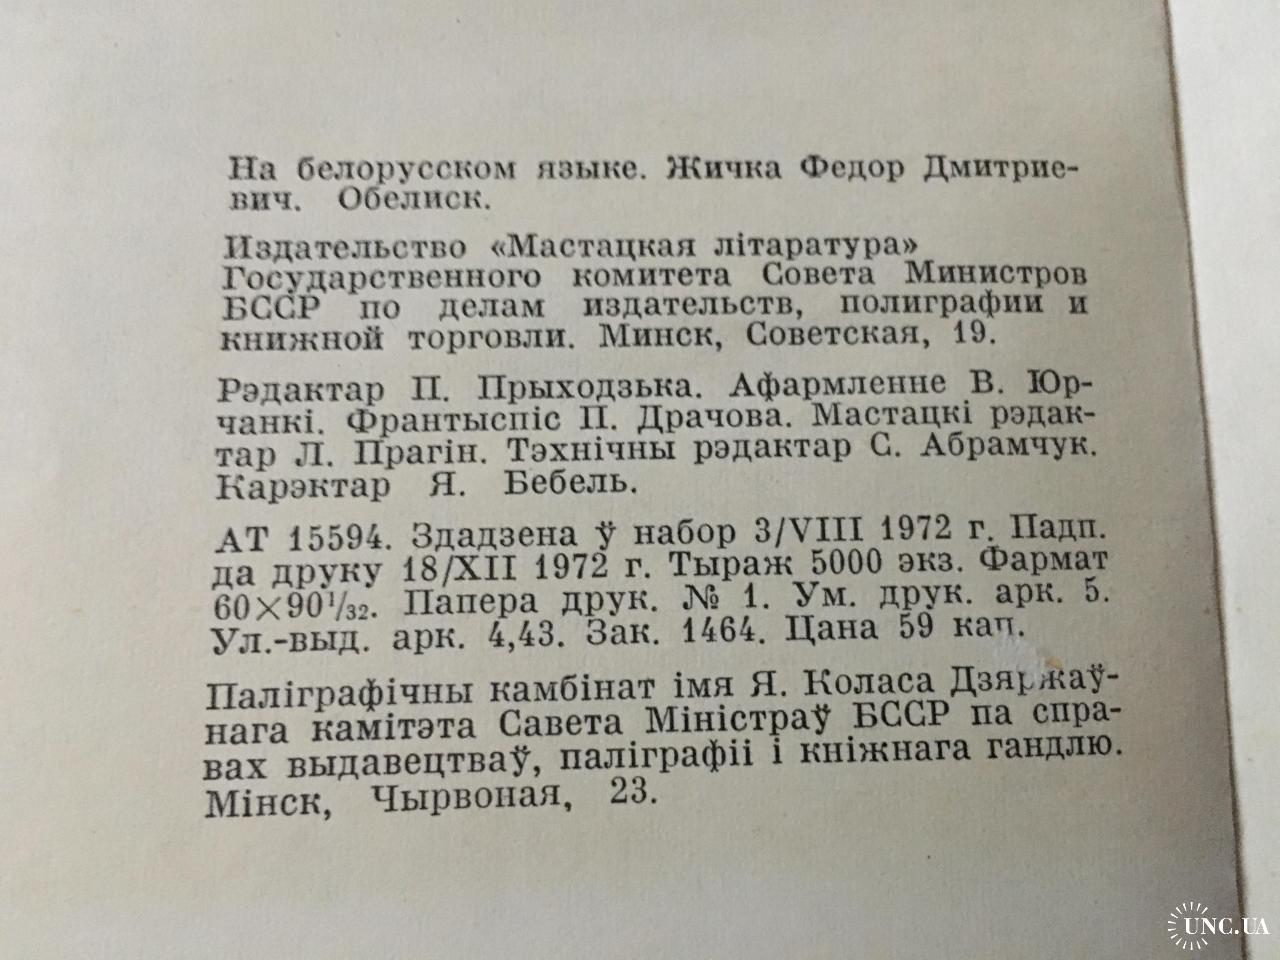 На белорусском языке. Жичка Федор Дмитрие-
вич. Обелиск.
Издательство «Мастацкая літаратура»
Государственного комитета Совета Министров
БССР по делам издательств, полиграфии и
книжной торговли. Минск, Советская, 19.
Рэдактар П. Прыходзька. Афармленне В. Юр-
чанкі. Франтыспіс П. Драчова. Мастацкі рэдак-
тар Л. Прагін. Тэхнічны рэдактар С. Абрамчук.
Карэктар Я. Бебель.
АТ 15594. Здадзена ў набор 3/VIII 1972 г. Падп.
да друку 18/XII 1972 г. Тыраж 5000 экз. Фармат
60×90¹/₃₂. Папера друк. № 1. Ум. друк. арк. 5.
Ул.-выд. арк. 4,43. Зак. 1464. Цана 59 кап.
Паліграфічны камбінат імя Я. Коласа Дзяржаў-
нага камітэта Савета Міністраў БССР па спра-
вах выдавецтваў, паліграфіі і кніжнага гандлю.
Мінск, Чырвоная, 23.
UNC.UA